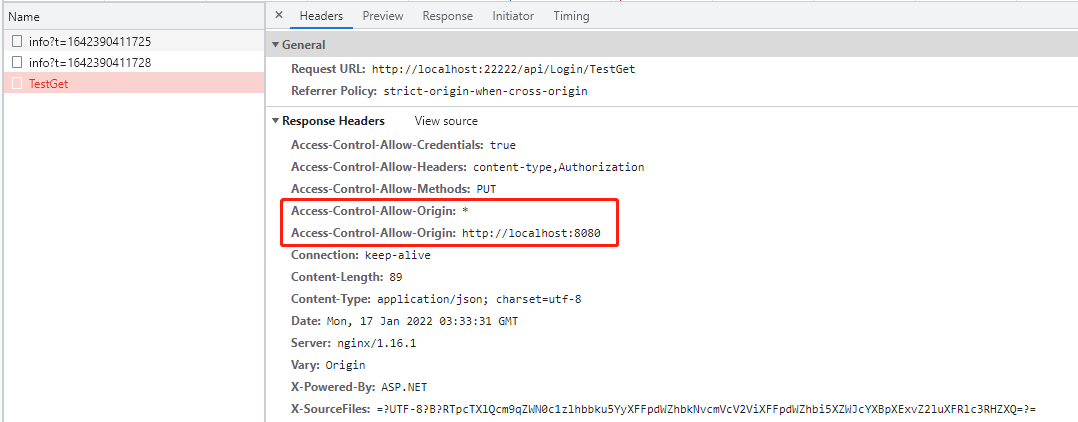 Name
info?t=1642390411725
info?t=1642390411728
TestGet
× Headers Preview Response Initiator Timing
General
Request URL: http://localhost:22222/api/Login/TestGet
Referrer Policy: strict-origin-when-cross-origin
Response Headers View source
Access-Control-Allow-Credentials: true
Access-Control-Allow-Headers: content-type,Authorization
Access-Control-Allow-Methods: PUT
Access-Control-Allow-Origin: *
Access-Control-Allow-Origin: http://localhost:8080
Connection: keep-alive
Content-Length: 89
Content-Type: application/json; charset=utf-8
Date: Mon, 17 Jan 2022 03:33:31 GMT
Server: nginx/1.16.1
Vary: Origin
X-Powered-By: ASP.NET
X-SourceFiles: